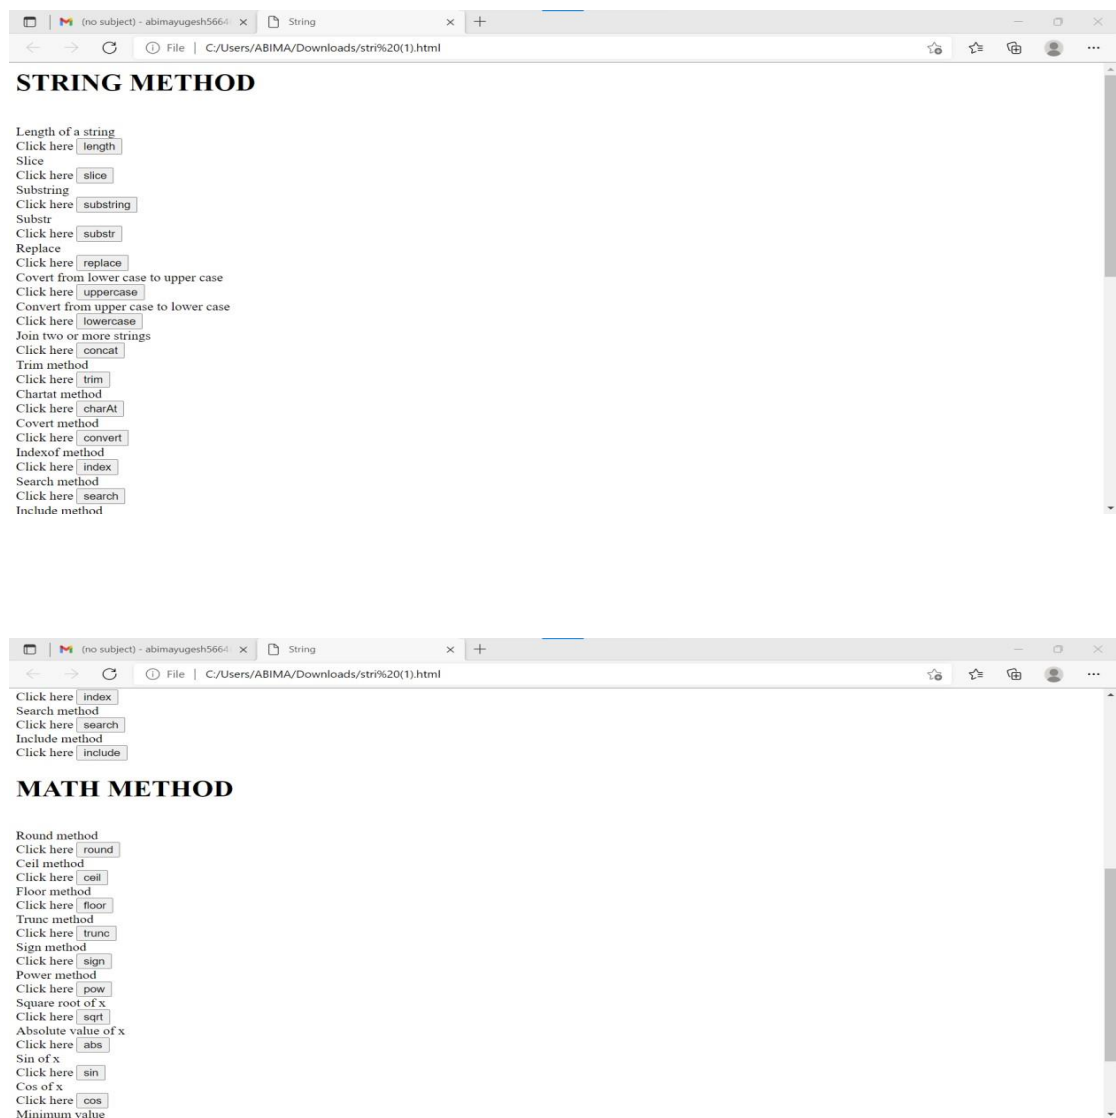 (no subject) - abimayugesh5664
String
File | C:/Users/ABIMA/Downloads/stri%20(1).html
STRING METHOD
Length of a string
Click here length
Slice
Click here slice
Substring
Click here substring
Substr
Click here substr
Replace
Click here replace
Covert from lower case to upper case
Click here uppercase
Convert from upper case to lower case
Click here lowercase
Join two or more strings
Click here concat
Trim method
Click here trim
Chartat method
Click here charAt
Covert method
Click here convert
Indexof method
Click here index
Search method
Click here search
Include method
(no subject) - abimayugesh5664
String
File | C:/Users/ABIMA/Downloads/stri%20(1).html
Click here index
Search method
Click here search
Include method
Click here include
MATH METHOD
Round method
Click here round
Ceil method
Click here ceil
Floor method
Click here floor
Trunc method
Click here trunc
Sign method
Click here sign
Power method
Click here pow
Square root of x
Click here sqrt
Absolute value of x
Click here abs
Sin of x
Click here sin
Cos of x
Click here cos
Minimum value